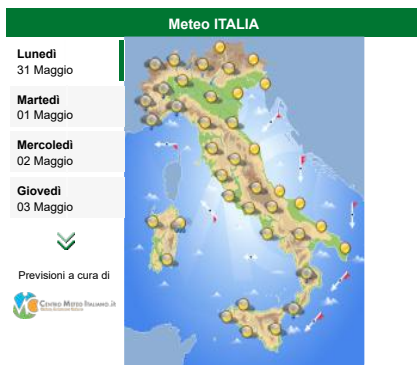 Meteo ITALIA
Lunedì
31 Maggio
Martedì
01 Maggio
Mercoledì
02 Maggio
Giovedì
03 Maggio
Previsioni a cura di
CENTRO METEO ITALIANO.it